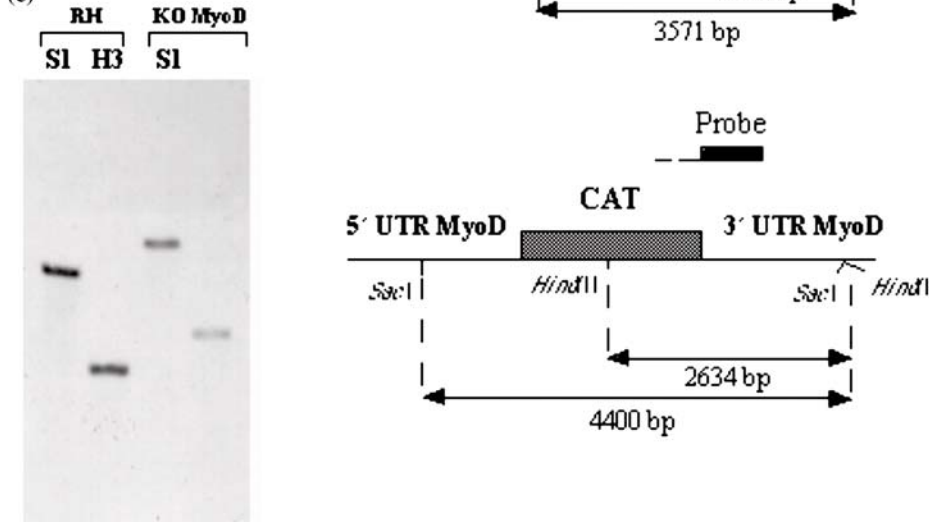 RH KO MyoD
S1 H3 S1
3571 bp
Probe
CAT
5´ UTR MyoD 3´ UTR MyoD
SacI HindIII SacI HindI
2634 bp
4400 bp